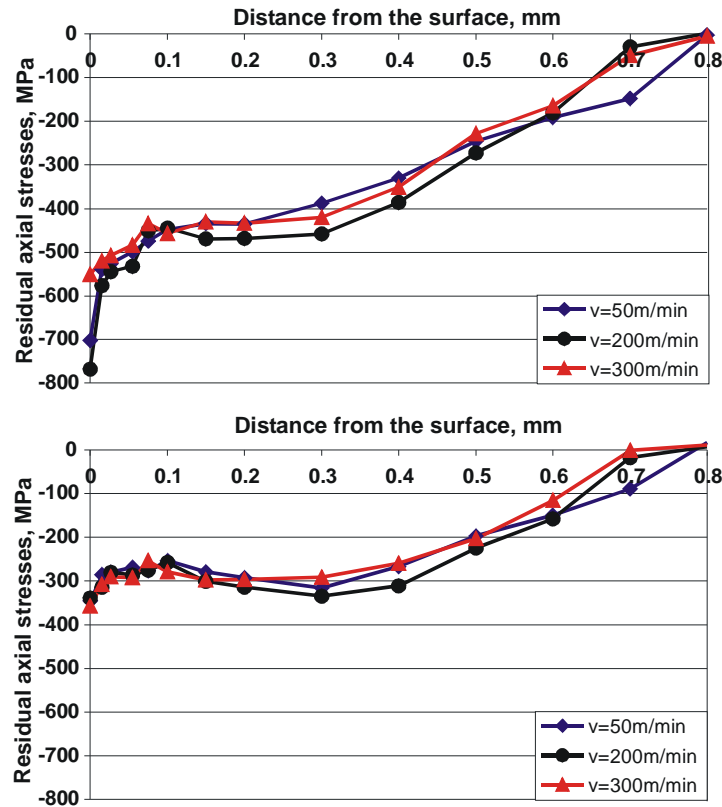 Distance from the surface, mm
0
0 0.1 0.2 0.3 0.4 0.5 0.6 0.7 0.8
-100
-200
-300
-400
-500
-600
-700
-800
Residual axial stresses, MPa
v=50m/min
v=200m/min
v=300m/min
Distance from the surface, mm
0
0 0.1 0.2 0.3 0.4 0.5 0.6 0.7 0.8
-100
-200
-300
-400
-500
-600
-700
-800
Residual axial stresses, MPa
v=50m/min
v=200m/min
v=300m/min